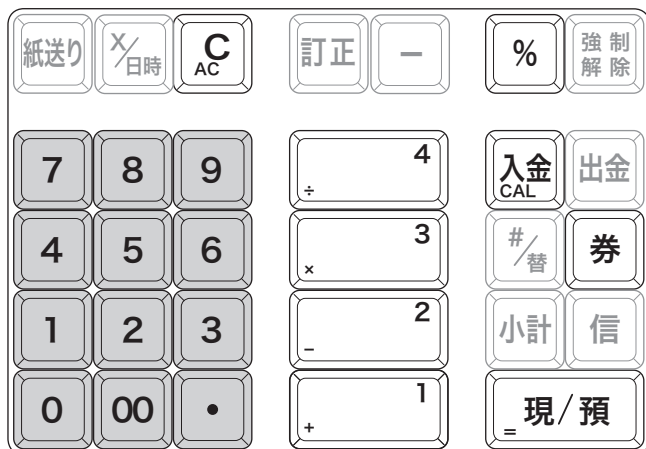 紙送り X/日時 C AC 訂正 － % 強制解除
7 8 9 ÷ 4 入金 CAL 出金
4 5 6 × 3 #/替 券
1 2 3 － 2 小計 信
0 00 • + 1 = 現/預